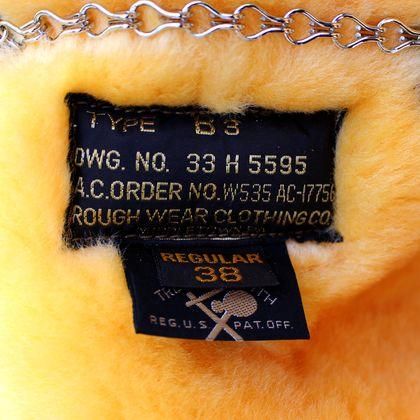 TYPE B3
DWG. NO. 33 H 5595
A.C. ORDER NO. W535 AC-17756
ROUGH WEAR CLOTHING CO.
REGULAR
38
REG. U.S. PAT. OFF.